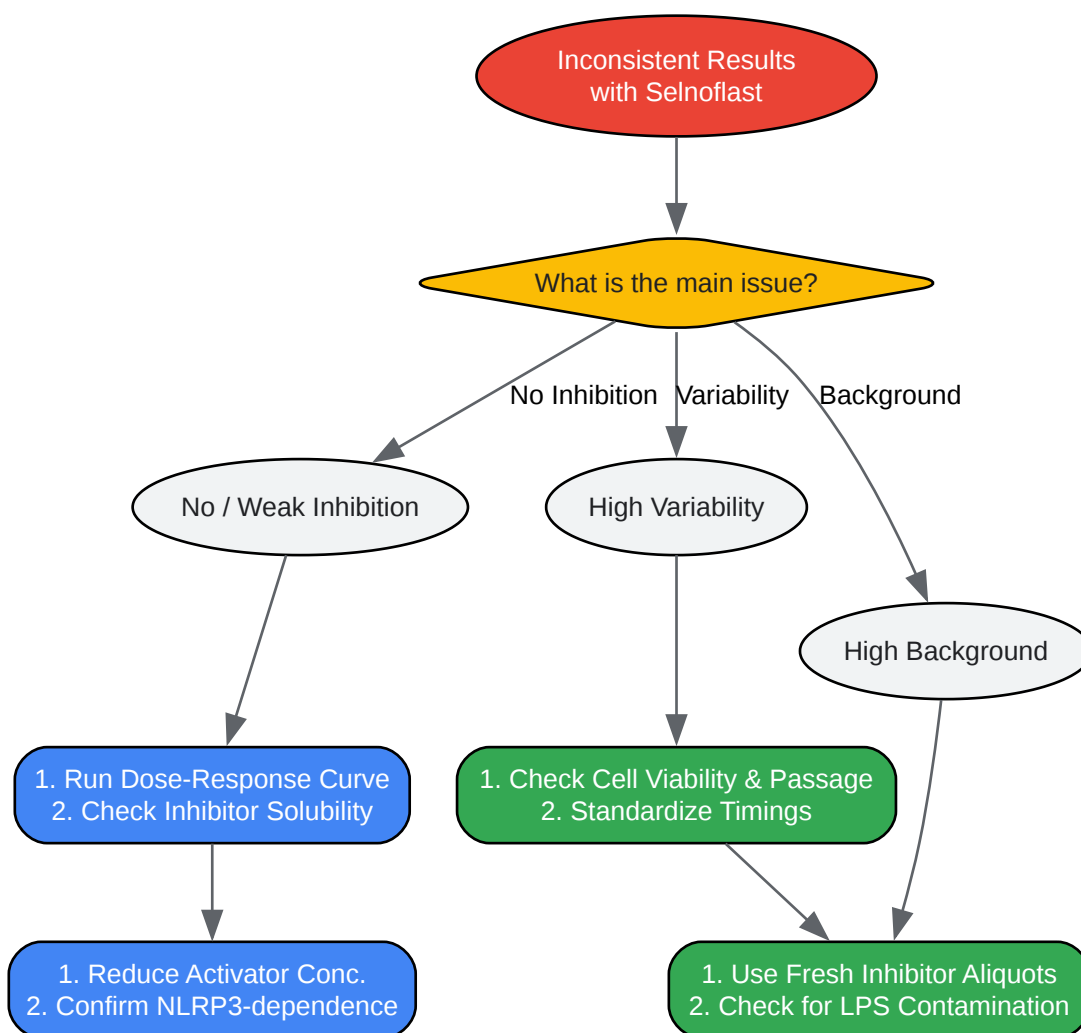 Inconsistent Results
with Selnoflast
What is the main issue?
No Inhibition
Variability
Background
No / Weak Inhibition
High Variability
High Background
1. Run Dose-Response Curve
2. Check Inhibitor Solubility
1. Check Cell Viability & Passage
2. Standardize Timings
1. Reduce Activator Conc.
2. Confirm NLRP3-dependence
1. Use Fresh Inhibitor Aliquots
2. Check for LPS Contamination